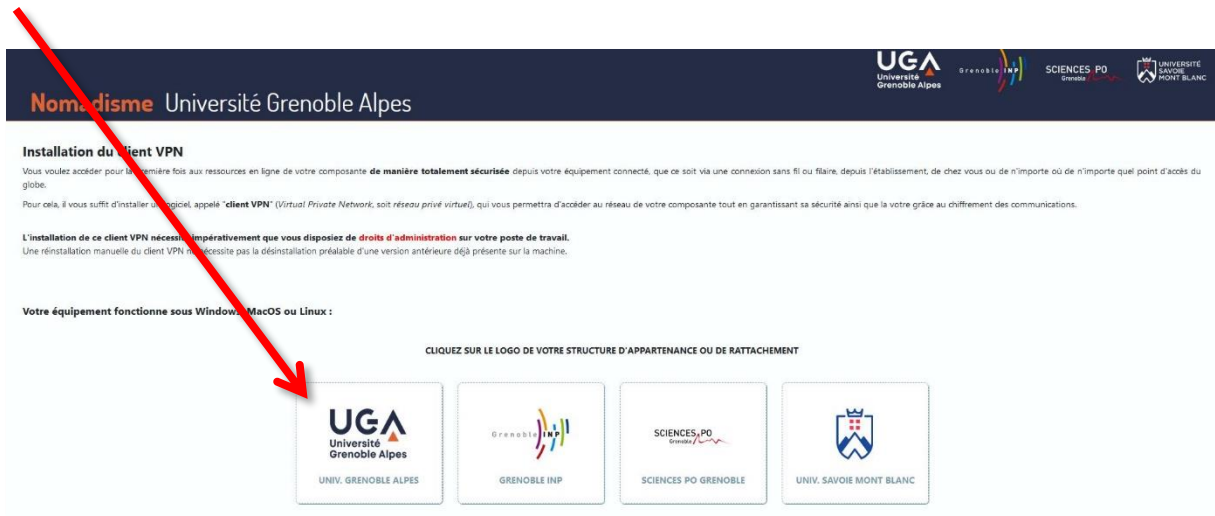 UGA
Université
Grenoble Alpes
Grenoble INP
SCIENCES PO
Grenoble
UNIVERSITÉ
SAVOIE
MONT BLANC
Nomadisme Université Grenoble Alpes
Installation du client VPN
Vous voulez accéder pour la première fois aux ressources en ligne de votre composante de manière totalement sécurisée depuis votre équipement connecté, que ce soit via une connexion sans fil ou filaire, depuis l'établissement, de chez vous ou de n'importe où de n'importe quel point d'accès du
globe.
Pour cela, il vous suffit d'installer un logiciel, appelé "client VPN" (Virtual Private Network, soit réseau privé virtuel), qui vous permettra d'accéder au réseau de votre composante tout en garantissant sa sécurité ainsi que la votre grâce au chiffrement des communications.
L'installation de ce client VPN nécessite impérativement que vous disposiez de droits d'administration sur votre poste de travail.
Une réinstallation manuelle du client VPN ne nécessite pas la désinstallation préalable d'une version antérieure déjà présente sur la machine.
Votre équipement fonctionne sous Windows, MacOS ou Linux :
CLIQUEZ SUR LE LOGO DE VOTRE STRUCTURE D'APPARTENANCE OU DE RATTACHEMENT
UGA
Université
Grenoble Alpes
UNIV. GRENOBLE ALPES
Grenoble INP
GRENOBLE INP
SCIENCES PO
Grenoble
SCIENCES PO GRENOBLE
UNIV. SAVOIE MONT BLANC